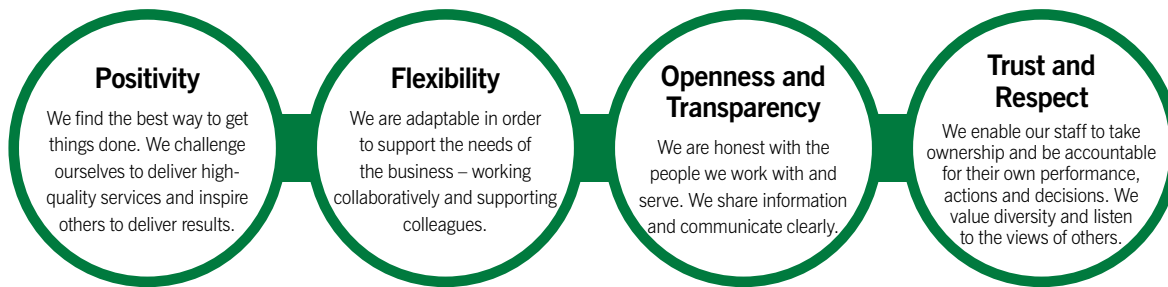 Positivity
We find the best way to get
things done. We challenge
ourselves to deliver high-
quality services and inspire
others to deliver results.
Flexibility
We are adaptable in order
to support the needs of
the business – working
collaboratively and supporting
colleagues.
Openness and
Transparency
We are honest with the
people we work with and
serve. We share information
and communicate clearly.
Trust and
Respect
We enable our staff to take
ownership and be accountable
for their own performance,
actions and decisions. We
value diversity and listen
to the views of others.